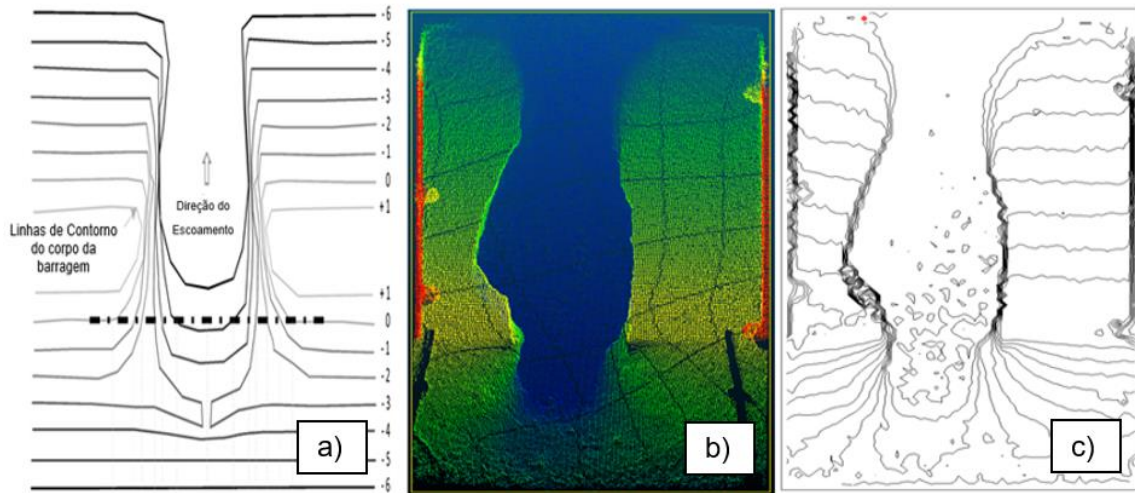 -6
-5
-4
-3
-2
-1
0
+1
Direção do
Escoamento
Linhas de Contorno
do corpo da
barragem
+1
0
-1
-2
-3
-4
-5
-6
a)
b)
c)